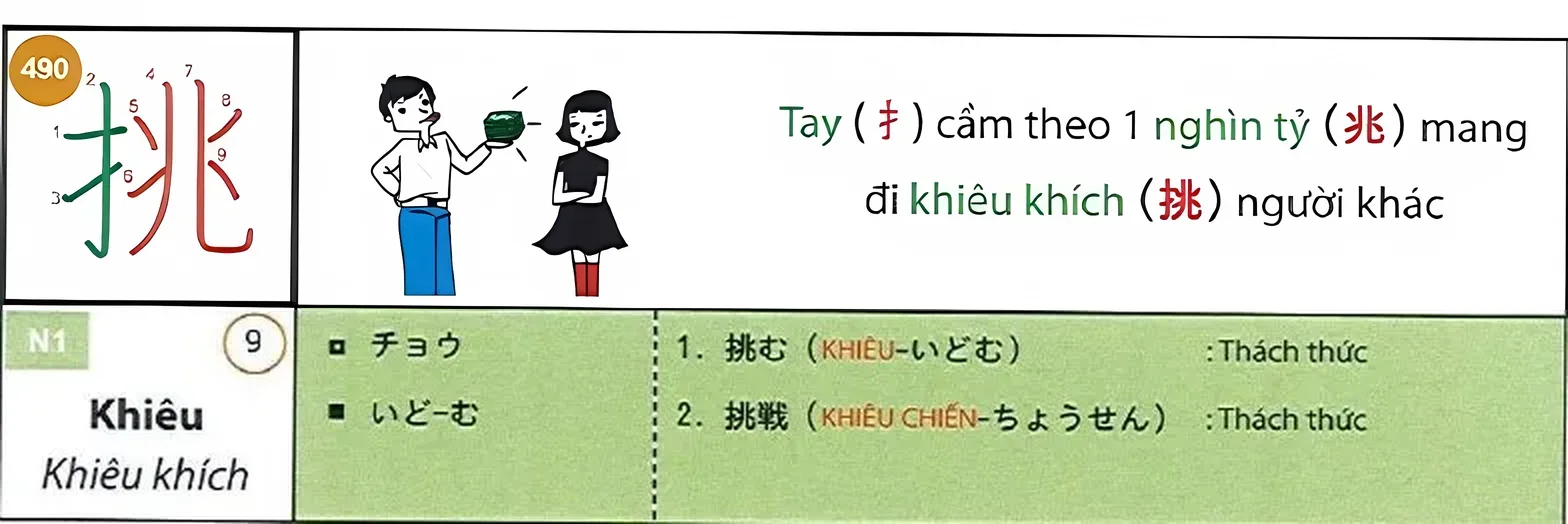 490
挑
1
2
3
4
5
6
7
8
9
Tay (扌) cầm theo 1 nghìn tỷ (兆) mang
đi khiêu khích (挑) người khác
N1
9
Khiêu
Khiêu khích
チョウ
いど-む
1. 挑む (KHIÊU-いどむ) : Thách thức
2. 挑戦 (KHIÊU CHIẾN-ちょうせん) : Thách thức